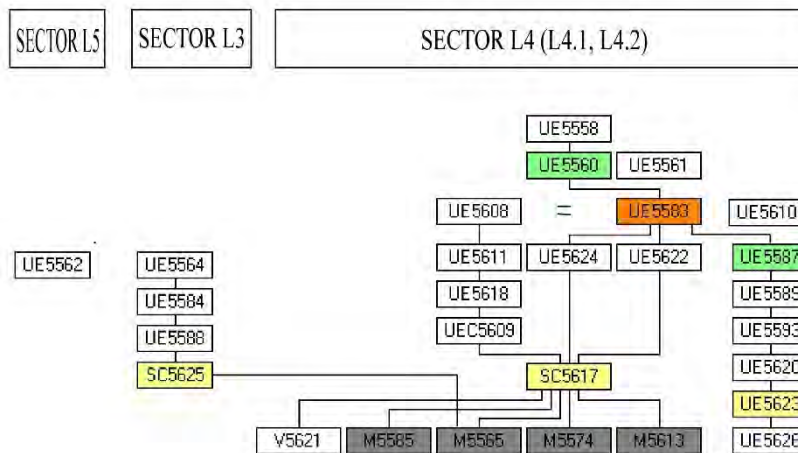 SECTOR L5 SECTOR L3 SECTOR L4 (L4.1, L4.2)
UE5558
UE5560 UE5561
UE5608 = UE5583 UE5610
UE5562 UE5564 UE5611 UE5624 UE5622 UE5587
UE5584 UE5618 UE5589
UE5588 UEC5609 UE5593
SC5625 SC5617 UE5620
UE5623
V5621 M5585 M5565 M5574 M5613 UE5626